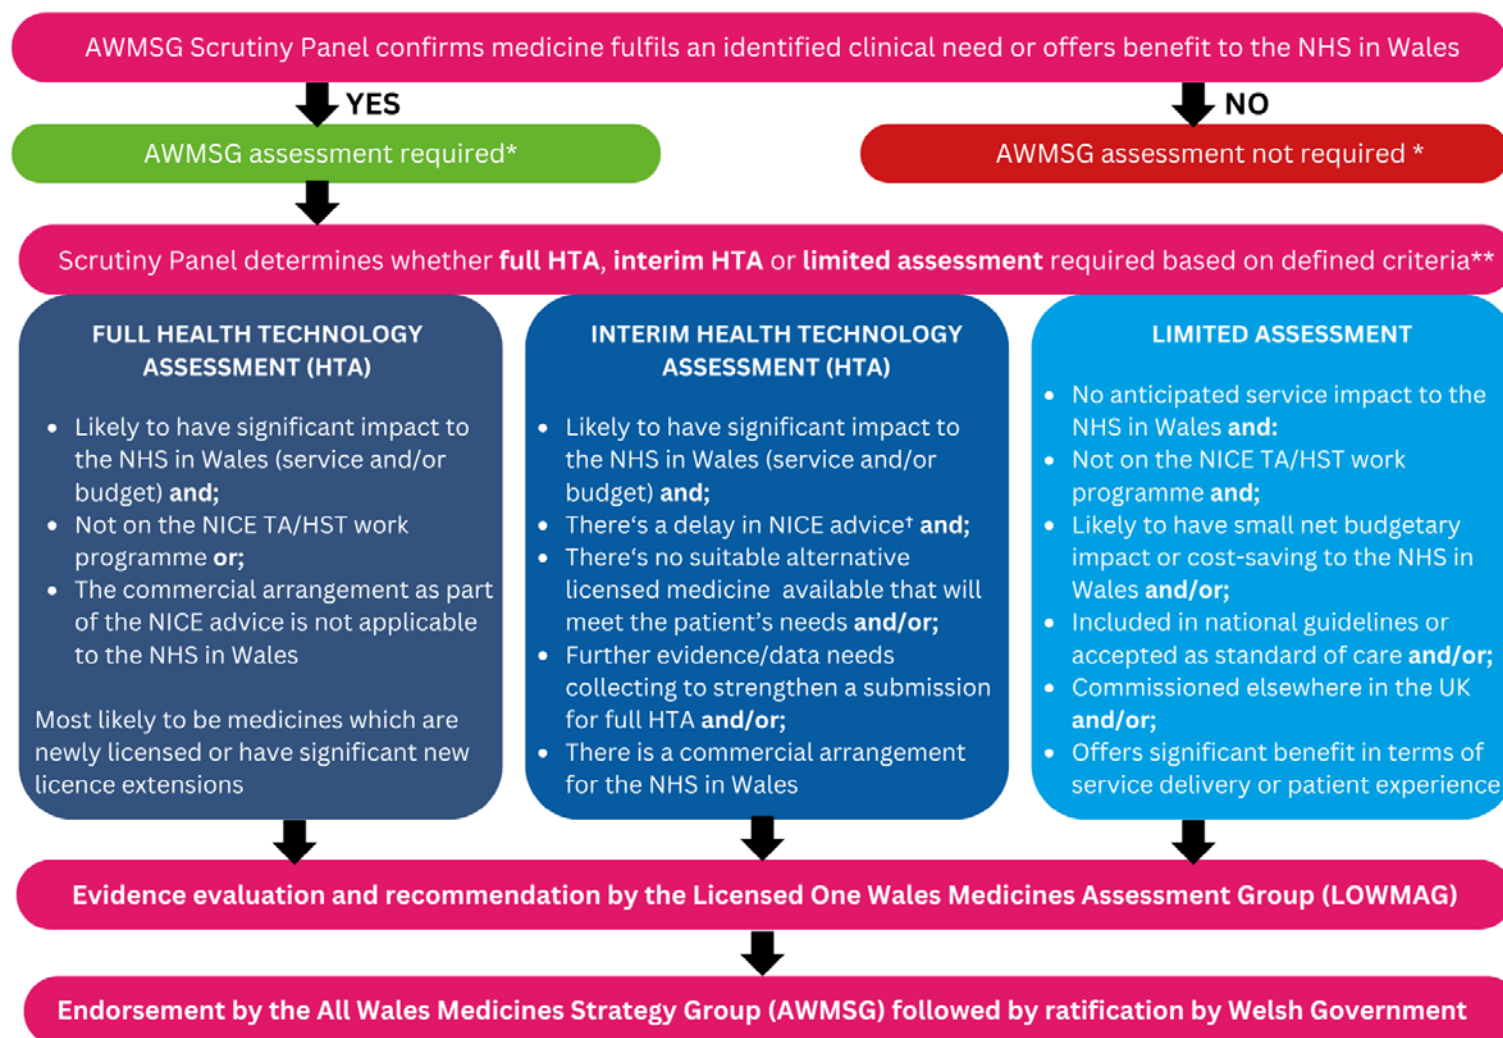 AWMSG Scrutiny Panel confirms medicine fulfils an identified clinical need or offers benefit to the NHS in Wales
YES
NO
AWMSG assessment required*
AWMSG assessment not required *
Scrutiny Panel determines whether full HTA, interim HTA or limited assessment required based on defined criteria**
FULL HEALTH TECHNOLOGY
ASSESSMENT (HTA)
• Likely to have significant impact to
the NHS in Wales (service and/or
budget) and;
• Not on the NICE TA/HST work
programme or;
• The commercial arrangement as part
of the NICE advice is not applicable
to the NHS in Wales
Most likely to be medicines which are
newly licensed or have significant new
licence extensions
INTERIM HEALTH TECHNOLOGY
ASSESSMENT (HTA)
• Likely to have significant impact to
the NHS in Wales (service and/or
budget) and;
• There‘s a delay in NICE advice† and;
• There‘s no suitable alternative
licensed medicine available that will
meet the patient’s needs and/or;
• Further evidence/data needs
collecting to strengthen a submission
for full HTA and/or;
• There is a commercial arrangement
for the NHS in Wales
LIMITED ASSESSMENT
• No anticipated service impact to the
NHS in Wales and:
• Not on the NICE TA/HST work
programme and;
• Likely to have small net budgetary
impact or cost-saving to the NHS in
Wales and/or;
• Included in national guidelines or
accepted as standard of care and/or;
• Commissioned elsewhere in the UK
and/or;
• Offers significant benefit in terms of
service delivery or patient experience
Evidence evaluation and recommendation by the Licensed One Wales Medicines Assessment Group (LOWMAG)
Endorsement by the All Wales Medicines Strategy Group (AWMSG) followed by ratification by Welsh Government